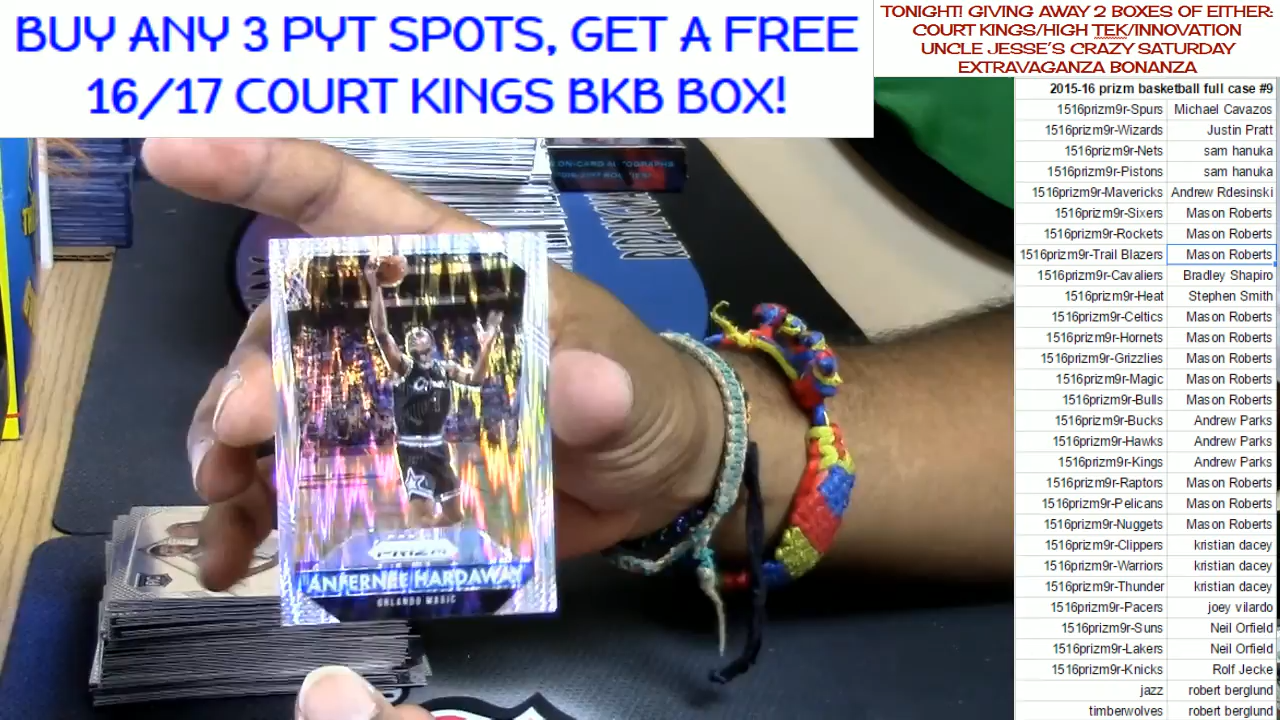 BUY ANY 3 PYT SPOTS, GET A FREE
16/17 COURT KINGS BKB BOX!
TONIGHT! GIVING AWAY 2 BOXES OF EITHER:
COURT KINGS/HIGH TEK/INNOVATION
UNCLE JESSE'S CRAZY SATURDAY
EXTRAVAGANZA BONANZA
2015-16 prizm basketball full case #9
1516prizm9r-Spurs Michael Cavazos
1516prizm9r-Wizards Justin Pratt
1516prizm9r-Nets sam hanuka
1516prizm9r-Pistons sam hanuka
1516prizm9r-Mavericks Andrew Rdesinski
1516prizm9r-Sixers Mason Roberts
1516prizm9r-Rockets Mason Roberts
1516prizm9r-Trail Blazers Mason Roberts
1516prizm9r-Cavaliers Bradley Shapiro
1516prizm9r-Heat Stephen Smith
1516prizm9r-Celtics Mason Roberts
1516prizm9r-Hornets Mason Roberts
1516prizm9r-Grizzlies Mason Roberts
1516prizm9r-Magic Mason Roberts
1516prizm9r-Bulls Mason Roberts
1516prizm9r-Bucks Andrew Parks
1516prizm9r-Hawks Andrew Parks
1516prizm9r-Kings Andrew Parks
1516prizm9r-Raptors Mason Roberts
1516prizm9r-Pelicans Mason Roberts
1516prizm9r-Nuggets Mason Roberts
1516prizm9r-Clippers kristian dacey
1516prizm9r-Warriors kristian dacey
1516prizm9r-Thunder kristian dacey
1516prizm9r-Pacers joey vilardo
1516prizm9r-Suns Neil Orfield
1516prizm9r-Lakers Neil Orfield
1516prizm9r-Knicks Rolf Jecke
jazz robert berglund
timberwolves robert berglund
ON-CARD AUTOGRAPHS
PRIZM
ANFERNEE HARDAWAY
ORLANDO MAGIC